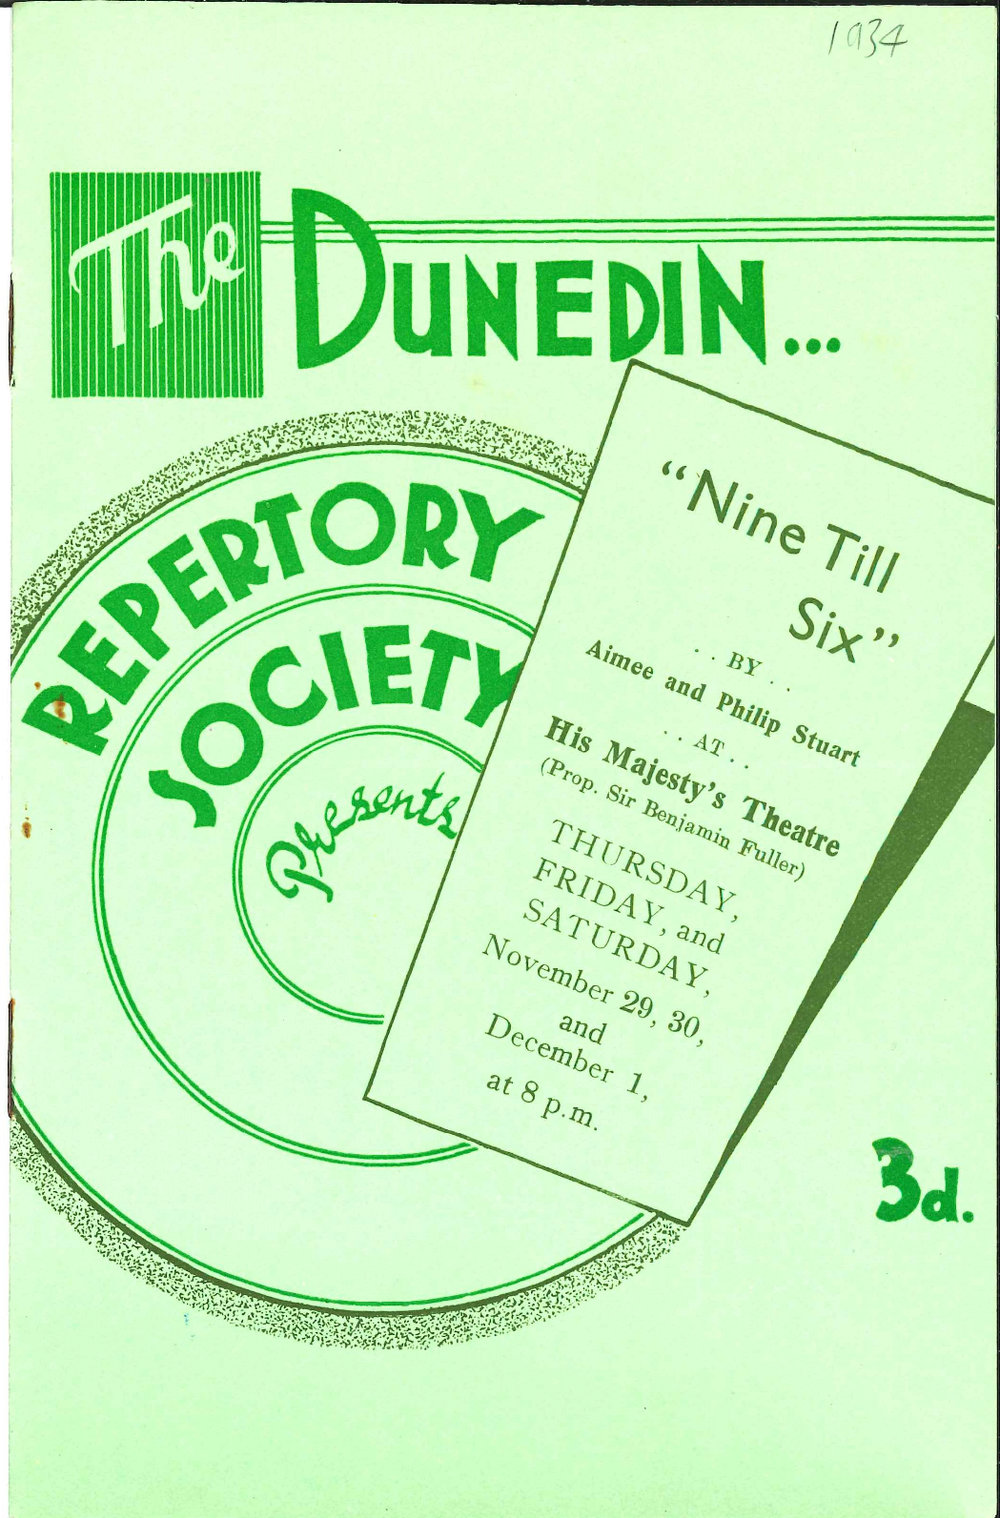 1934
The DUNEDIN...
REPERTORY
SOCIETY
Presents
"Nine Till
Six"
. . BY . .
Aimee and Philip Stuart
. . AT . .
His Majesty's Theatre
(Prop. Sir Benjamin Fuller)
THURSDAY,
FRIDAY, and
SATURDAY,
November 29, 30,
and
December 1,
at 8 p.m.
3d.